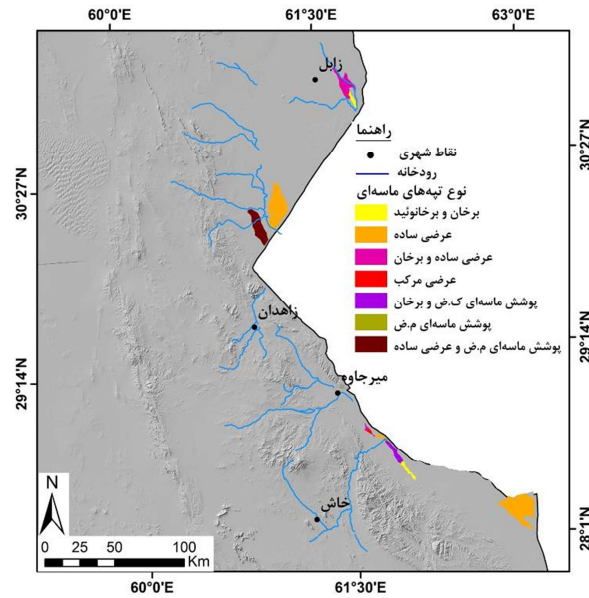 60°0'E
61°30'E
63°0'E
زابل
30°27'N
30°27'N
راهنما
نقاط شهری
رودخانه
نوع تپه‌های ماسه‌ای
برخان و برخانوئید
عرضی ساده
عرضی ساده و برخان
عرضی مرکب
پوشش ماسه‌ای ک.ض و برخان
پوشش ماسه‌ای م.ض
پوشش ماسه‌ای م.ض و عرضی ساده
زاهدان
29°14'N
29°14'N
میرجاوه
خاش
28°1'N
N
0 25 50 100
Km
60°0'E
61°30'E